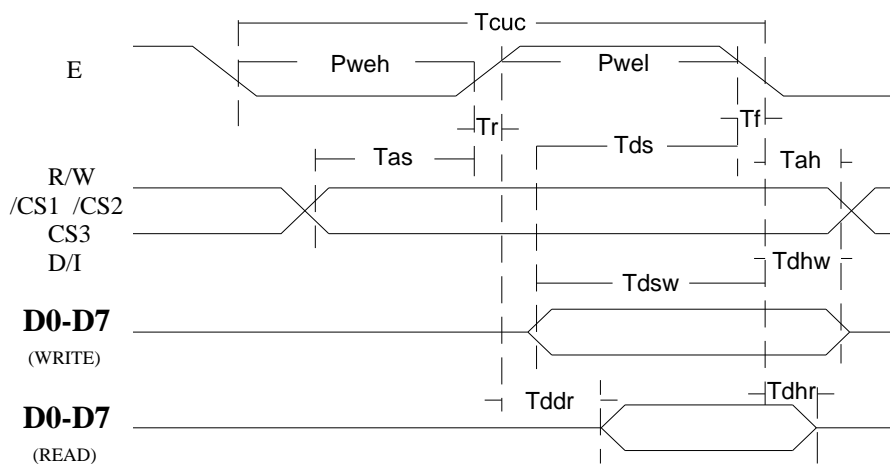 Tcuc
E
Pweh
Pwel
Tr
Tf
Tas
Tds
Tah
R/W
/CS1 /CS2
CS3
D/I
Tdsw
Tdhw
D0-D7
(WRITE)
Tddr
Tdhr
D0-D7
(READ)